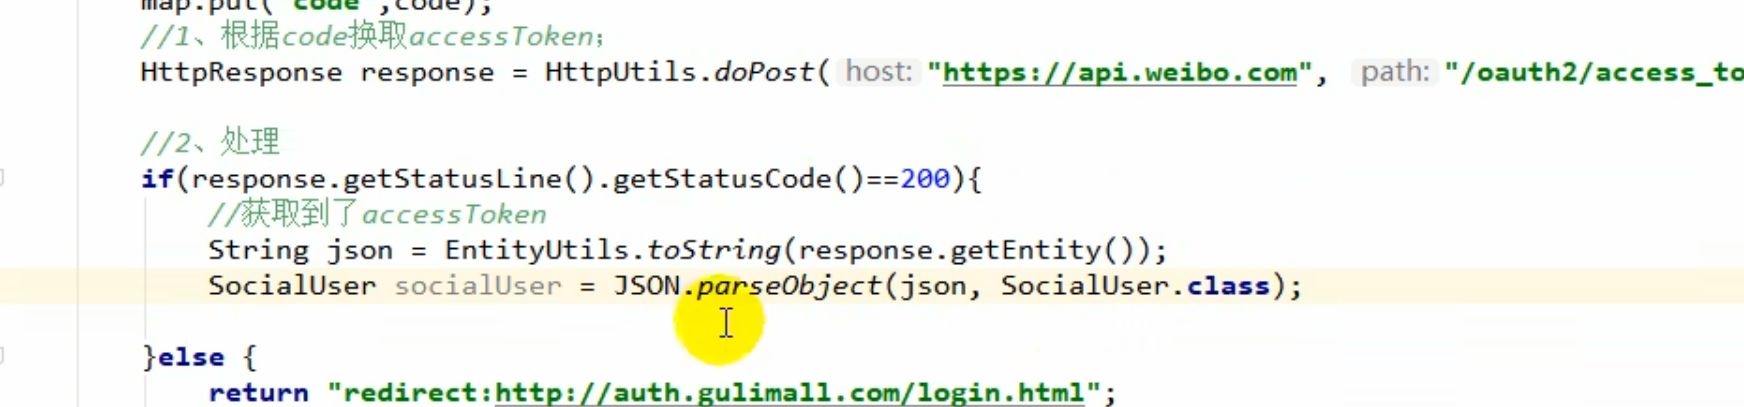 map.put("code",code);
//1、根据code换取accessToken;
HttpResponse response = HttpUtils.doPost( host: "https://api.weibo.com", path: "/oauth2/access_to
//2、处理
if(response.getStatusLine().getStatusCode()==200){
//获取到了accessToken
String json = EntityUtils.toString(response.getEntity());
SocialUser socialUser = JSON.parseObject(json, SocialUser.class);
}else {
return "redirect:http://auth.gulimall.com/login.html";